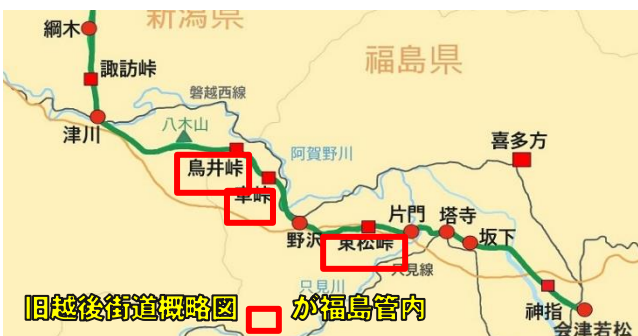 新潟県
綱木
福島県
諏訪峠
磐越西線
津川
八木山
喜多方
阿賀野川
鳥井峠
車峠
片門
塔寺
野沢
束松峠
坂下
只見線
只見川
旧越後街道概略図 が福島管内
神指
会津若松